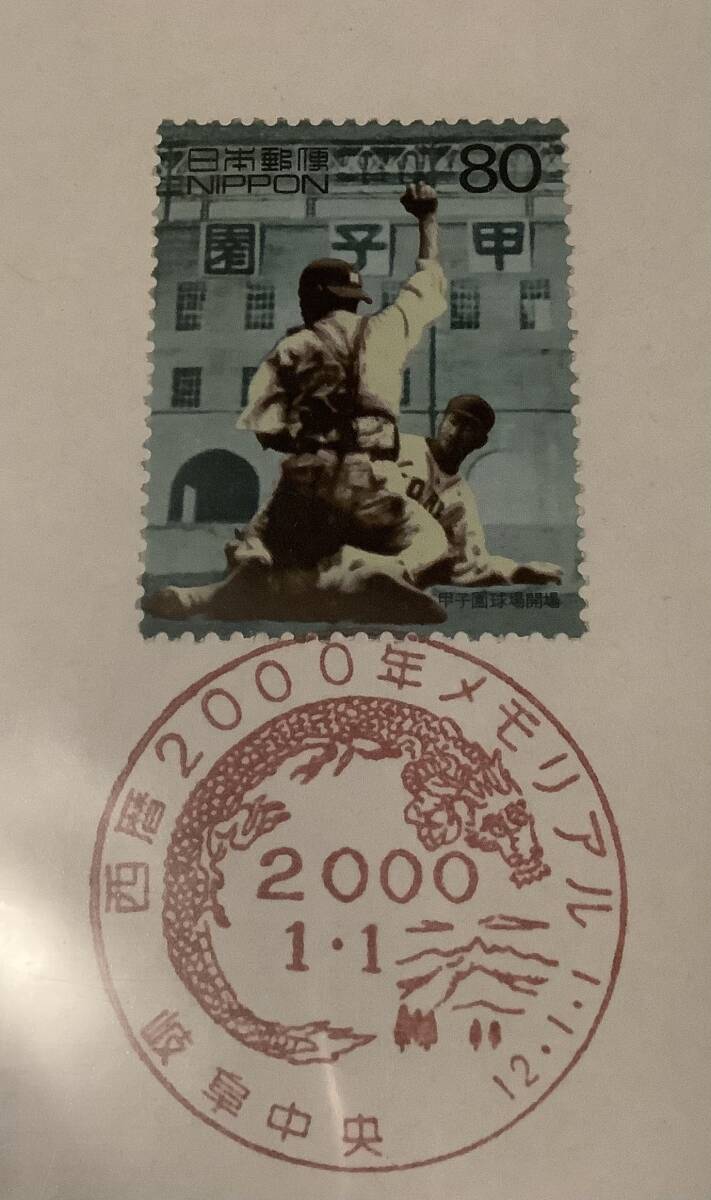 日本郵便
NIPPON
80
園子甲
甲子園球場開場
西暦2000年メモリアル
2000
1・1
岐阜中央
12.1.1